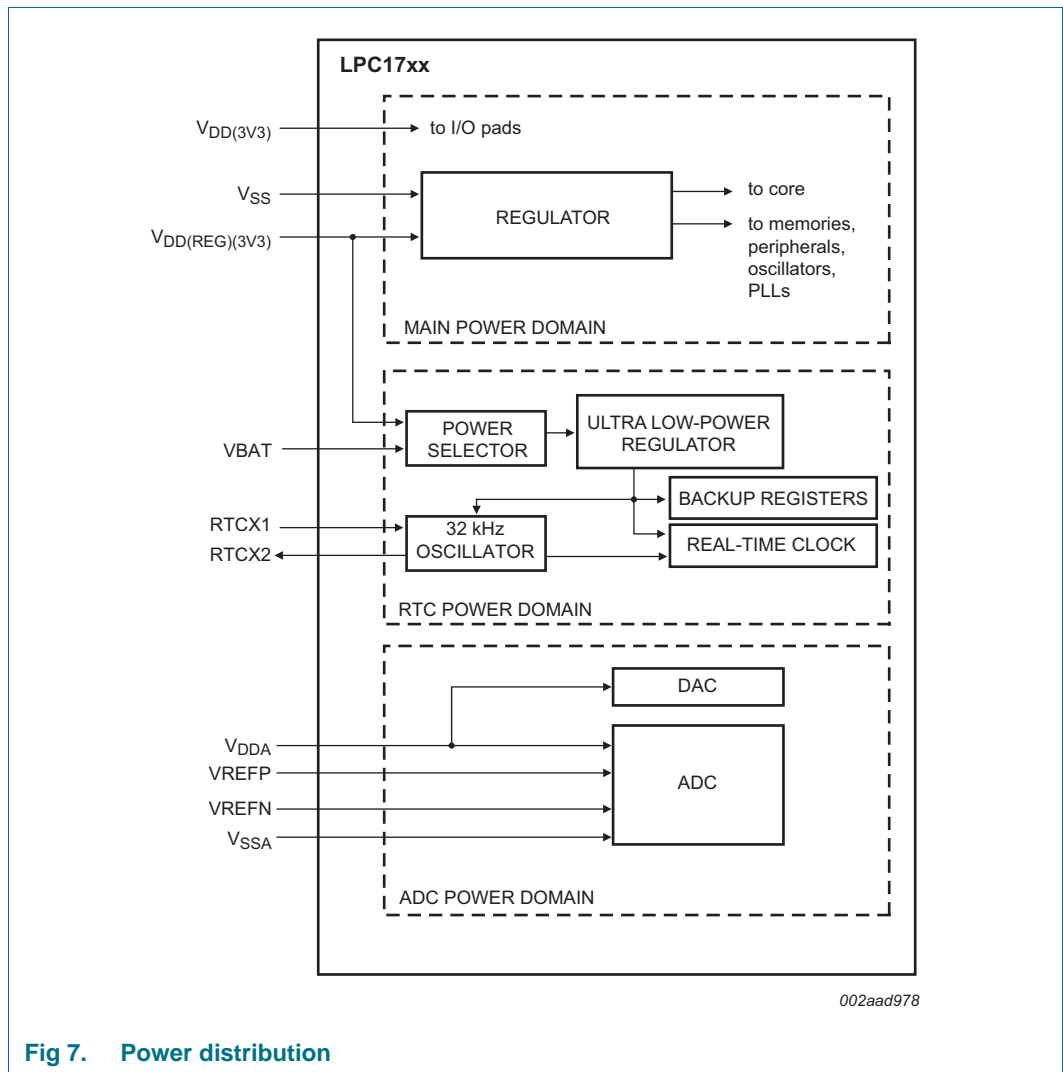 LPC17xx
VDD(3V3)
to I/O pads
VSS
REGULATOR
to core
VDD(REG)(3V3)
to memories,
peripherals,
oscillators,
PLLs
MAIN POWER DOMAIN
VBAT
POWER
SELECTOR
ULTRA LOW-POWER
REGULATOR
BACKUP REGISTERS
RTCX1
RTCX2
32 kHz
OSCILLATOR
REAL-TIME CLOCK
RTC POWER DOMAIN
DAC
VDDA
VREFP
ADC
VREFN
VSSA
ADC POWER DOMAIN
002aad978
Fig 7. Power distribution